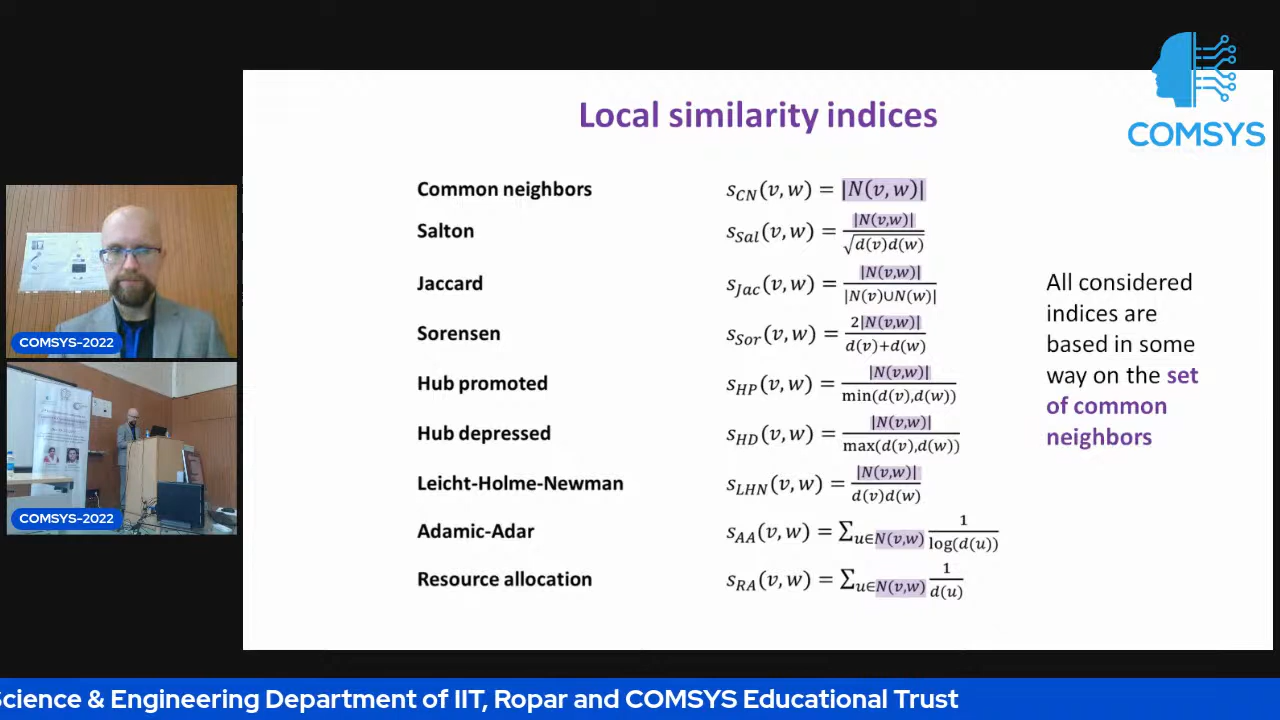 COMSYS
Local similarity indices
Common neighbors s_CN(v, w) = |N(v, w)|
Salton s_Sal(v, w) = |N(v,w)| / √d(v)d(w)
Jaccard s_Jac(v, w) = |N(v,w)| / |N(v)∪N(w)|
Sorensen s_Sor(v, w) = 2|N(v,w)| / d(v)+d(w)
Hub promoted s_HP(v, w) = |N(v,w)| / min(d(v),d(w))
Hub depressed s_HD(v, w) = |N(v,w)| / max(d(v),d(w))
Leicht-Holme-Newman s_LHN(v, w) = |N(v,w)| / d(v)d(w)
Adamic-Adar s_AA(v, w) = ∑_u∈N(v,w) 1 / log(d(u))
Resource allocation s_RA(v, w) = ∑_u∈N(v,w) 1 / d(u)
All considered
indices are
based in some
way on the set
of common
neighbors
COMSYS-2022
COMSYS-2022
Science & Engineering Department of IIT, Ropar and COMSYS Educational Trust